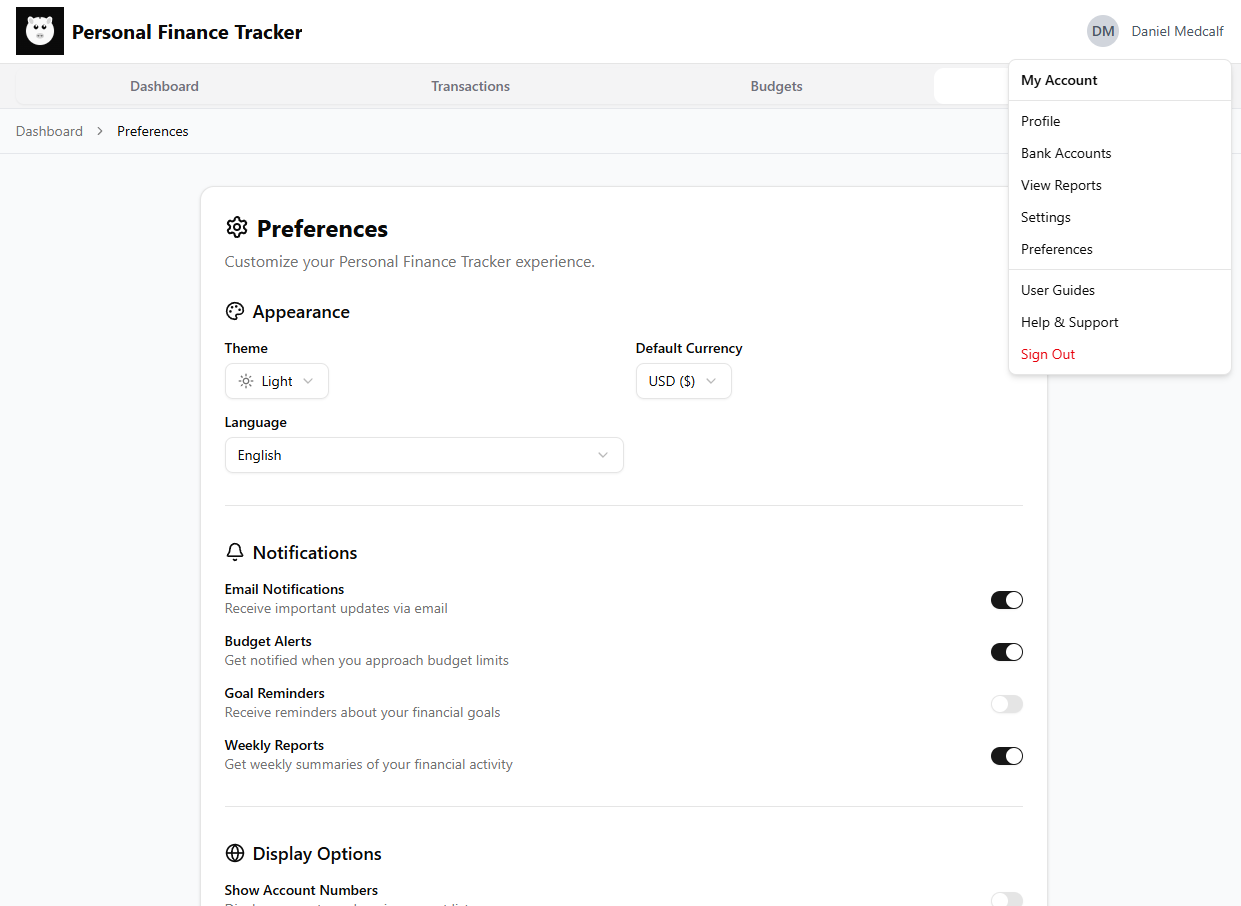 Personal Finance Tracker
DM Daniel Medcalf
Dashboard Transactions Budgets
Dashboard > Preferences
My Account
Profile
Bank Accounts
View Reports
Settings
Preferences
User Guides
Help & Support
Sign Out
Preferences
Customize your Personal Finance Tracker experience.
Appearance
Theme Default Currency
Light USD ($)
Language
English
Notifications
Email Notifications
Receive important updates via email
Budget Alerts
Get notified when you approach budget limits
Goal Reminders
Receive reminders about your financial goals
Weekly Reports
Get weekly summaries of your financial activity
Display Options
Show Account Numbers